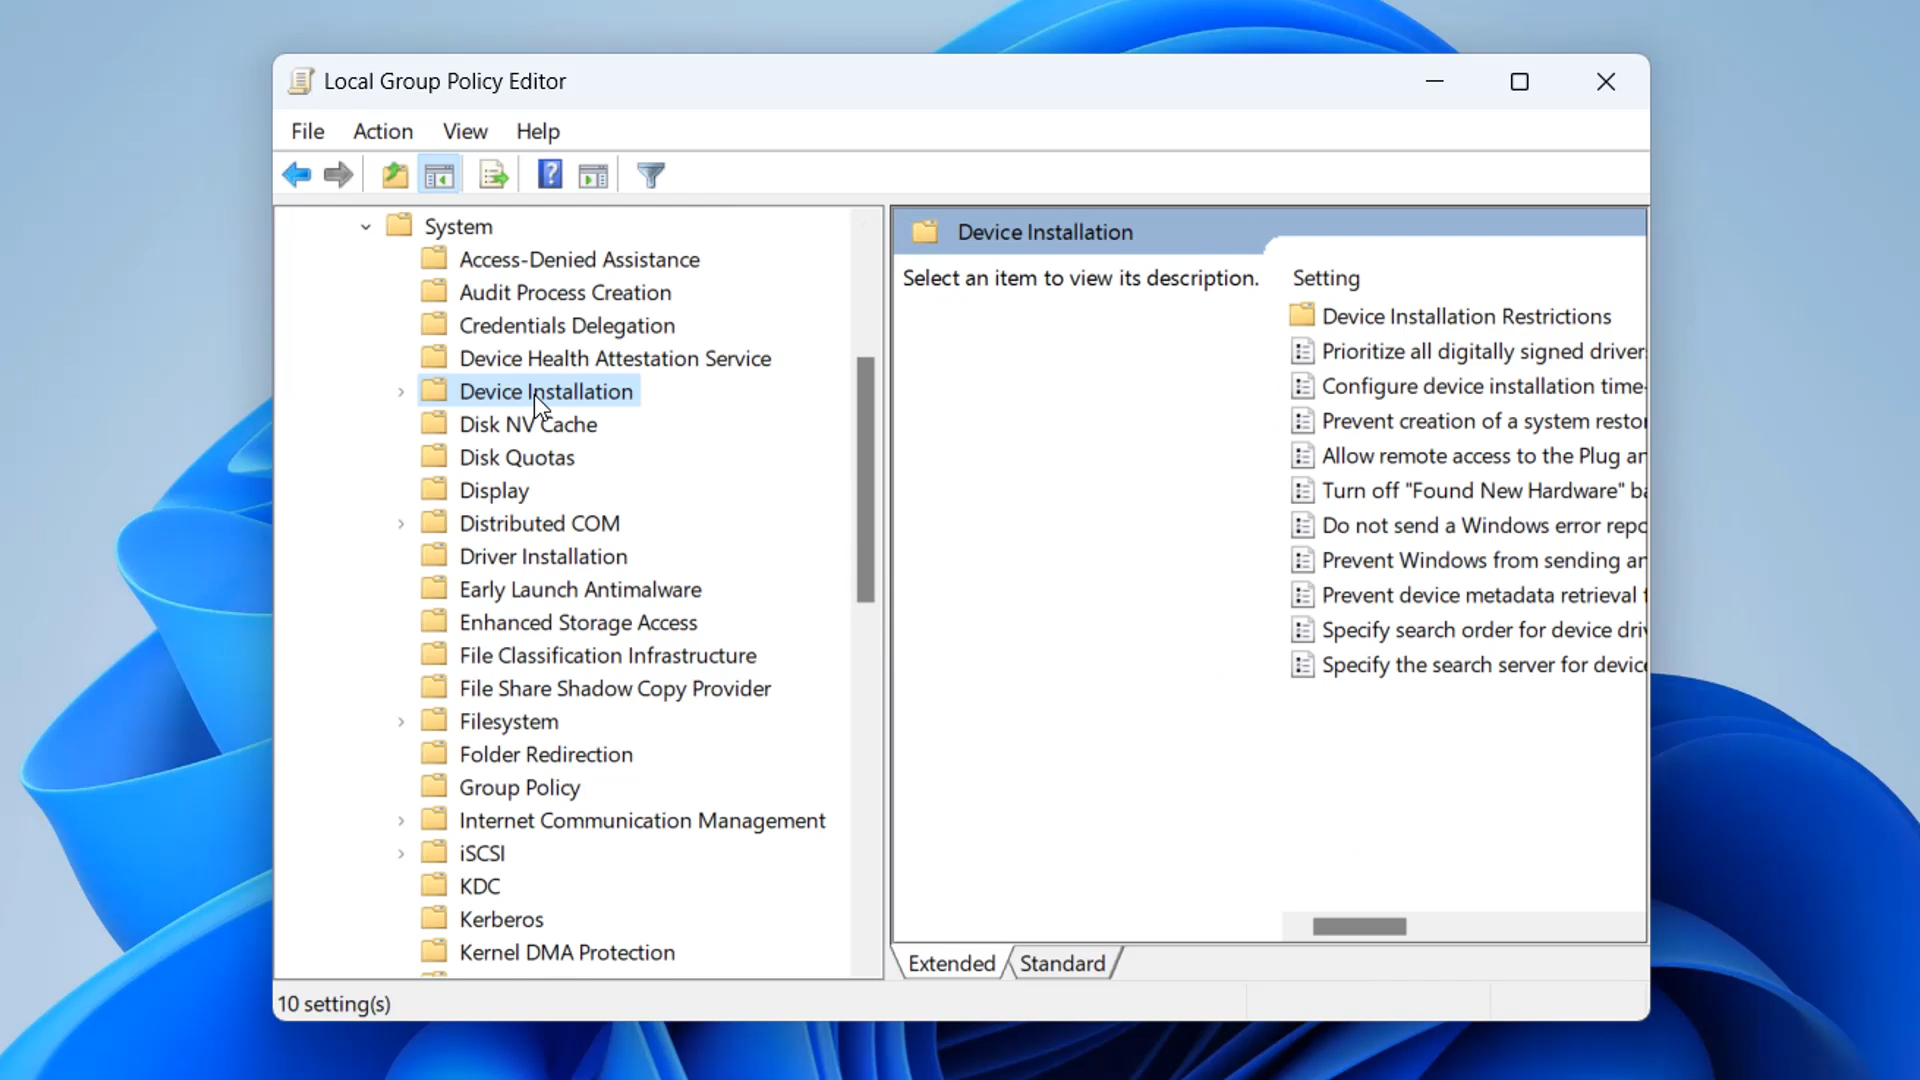 Local Group Policy Editor
File Action View Help
System
Access-Denied Assistance
Audit Process Creation
Credentials Delegation
Device Health Attestation Service
Device Installation
Disk NV Cache
Disk Quotas
Display
Distributed COM
Driver Installation
Early Launch Antimalware
Enhanced Storage Access
File Classification Infrastructure
File Share Shadow Copy Provider
Filesystem
Folder Redirection
Group Policy
Internet Communication Management
iSCSI
KDC
Kerberos
Kernel DMA Protection
Device Installation
Select an item to view its description.
Setting
Device Installation Restrictions
Prioritize all digitally signed driver
Configure device installation time-
Prevent creation of a system resto
Allow remote access to the Plug an
Turn off "Found New Hardware" ba
Do not send a Windows error repo
Prevent Windows from sending an
Prevent device metadata retrieval
Specify search order for device dri
Specify the search server for device
Extended Standard
10 setting(s)